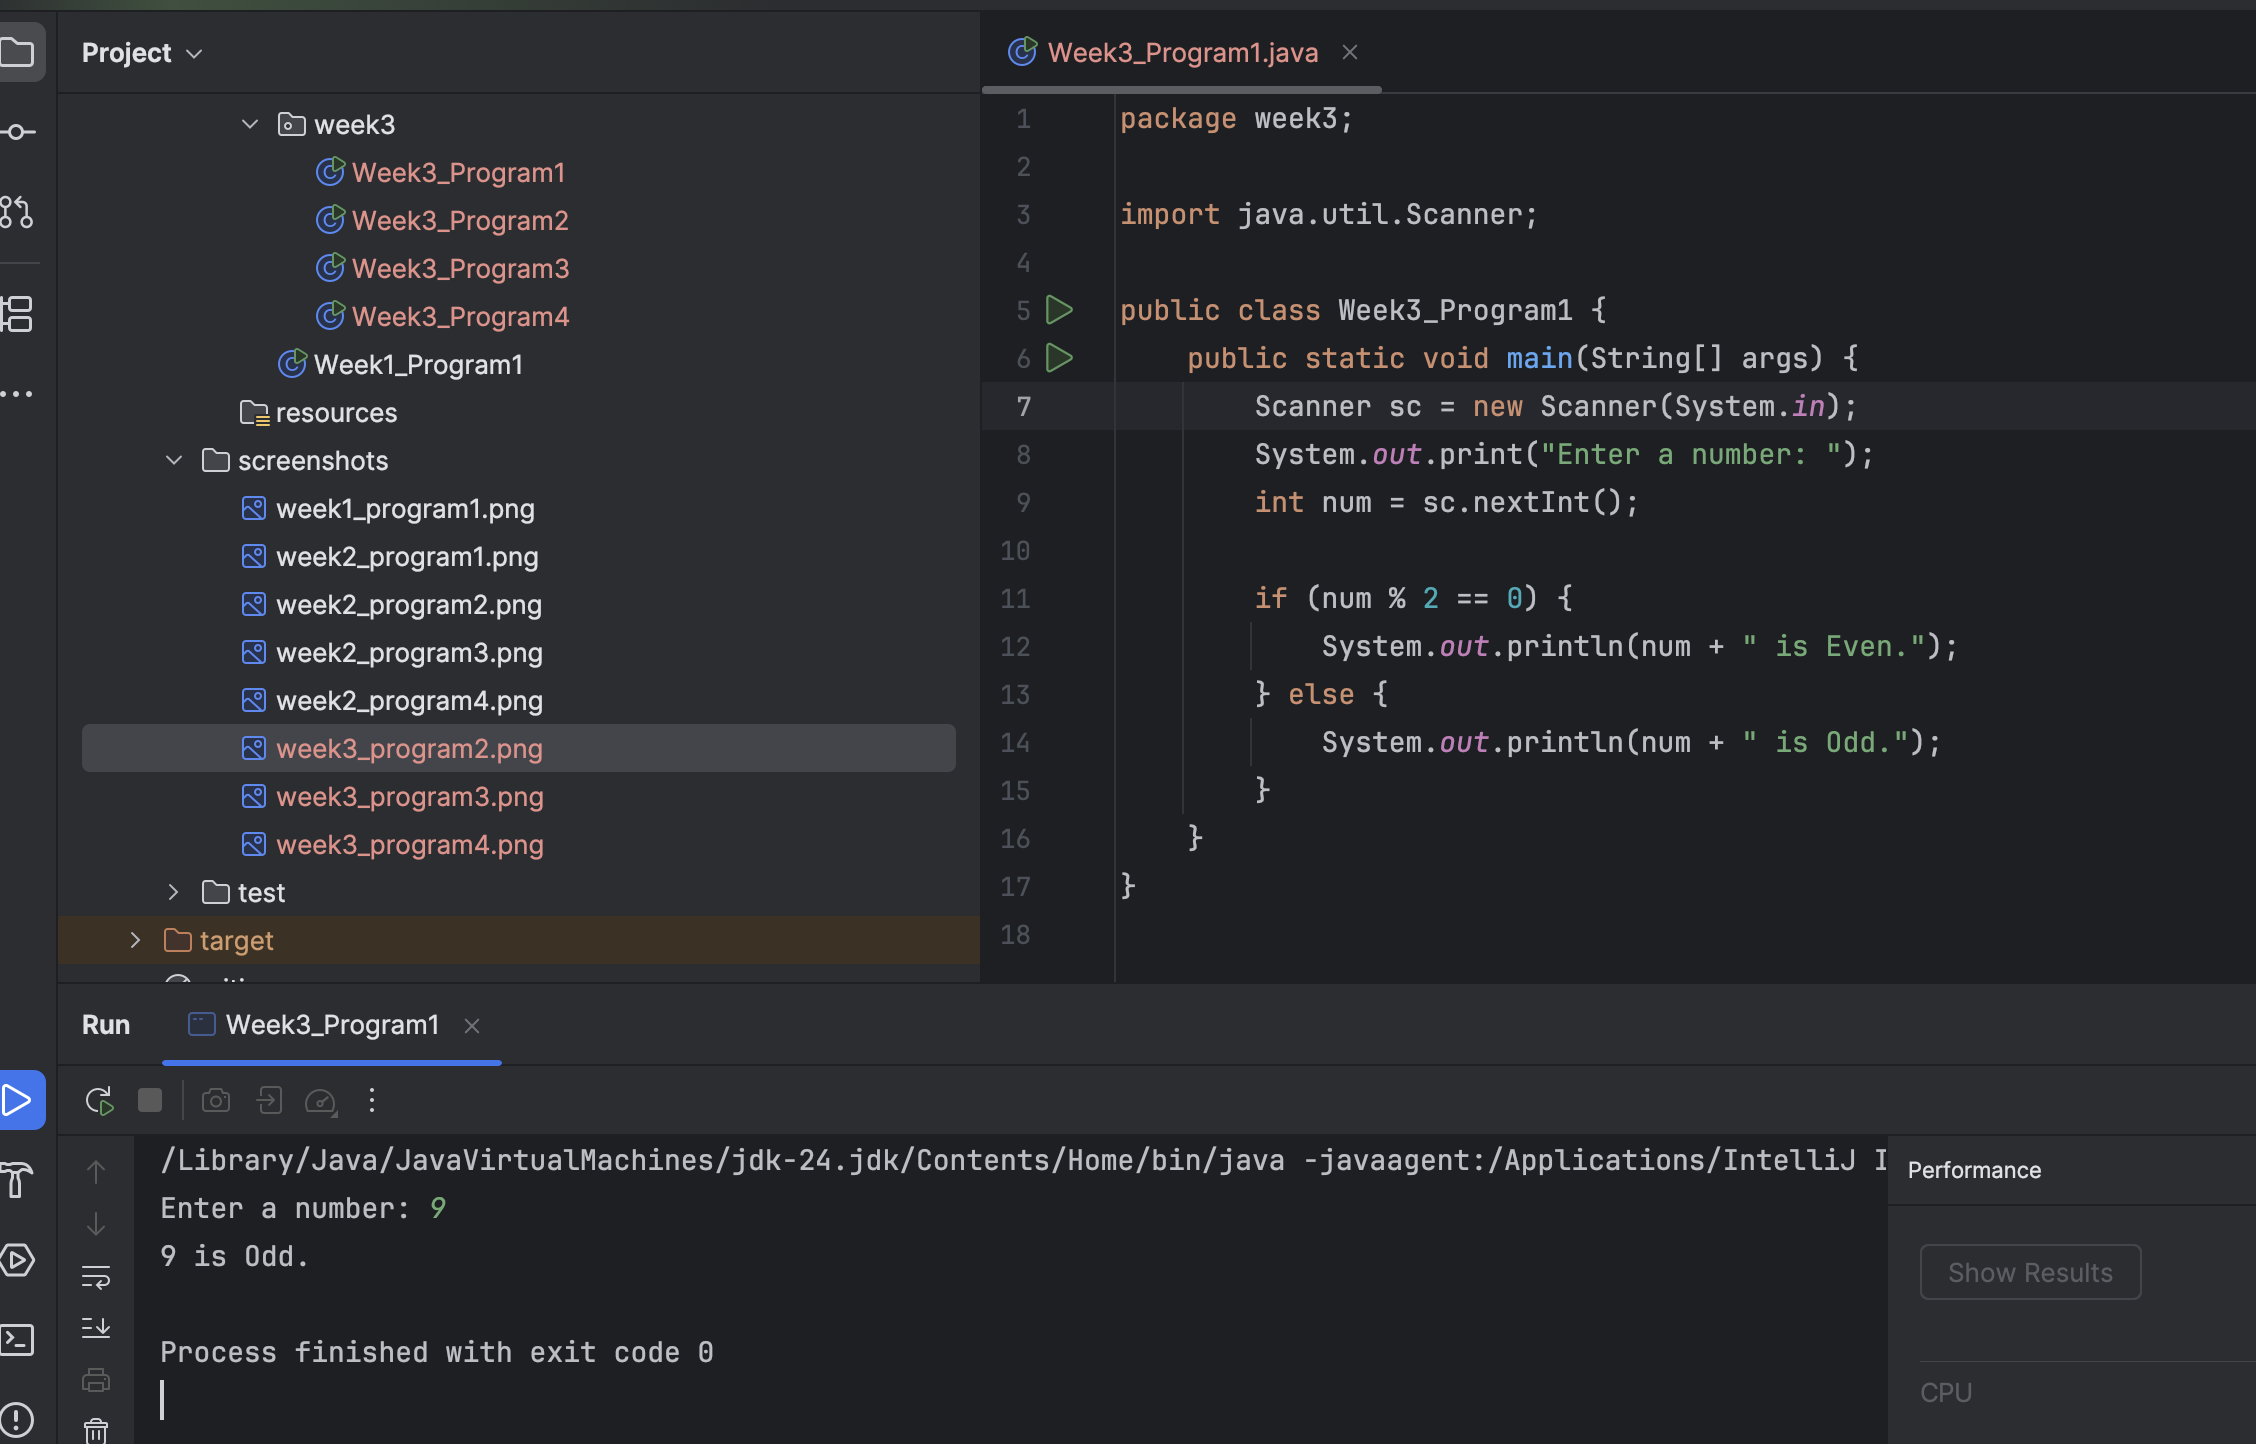 Project
week3
Week3_Program1
Week3_Program2
Week3_Program3
Week3_Program4
Week1_Program1
resources
screenshots
week1_program1.png
week2_program1.png
week2_program2.png
week2_program3.png
week2_program4.png
week3_program2.png
week3_program3.png
week3_program4.png
test
target
Week3_Program1.java
1 package week3;
2
3 import java.util.Scanner;
4
5 public class Week3_Program1 {
6 public static void main(String[] args) {
7 Scanner sc = new Scanner(System.in);
8 System.out.print("Enter a number: ");
9 int num = sc.nextInt();
10
11 if (num % 2 == 0) {
12 System.out.println(num + " is Even.");
13 } else {
14 System.out.println(num + " is Odd.");
15 }
16 }
17 }
18
Run Week3_Program1
/Library/Java/JavaVirtualMachines/jdk-24.jdk/Contents/Home/bin/java -javaagent:/Applications/IntelliJ I
Enter a number: 9
9 is Odd.
Process finished with exit code 0
Performance
Show Results
CPU